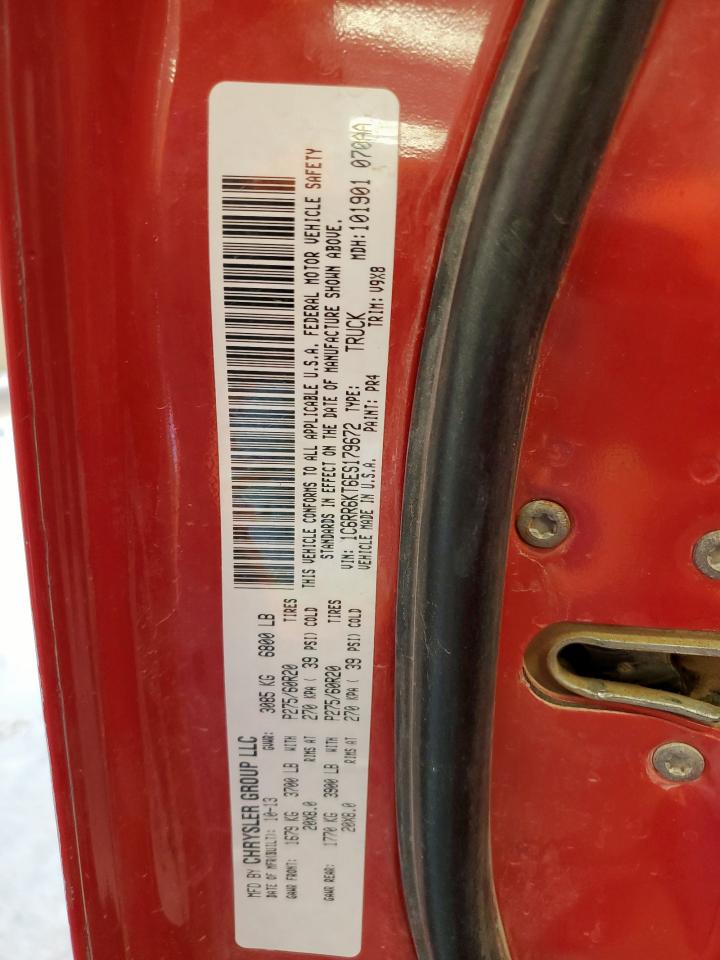 MFD BY CHRYSLER GROUP LLC
DATE OF MFR(BUILT): 10-13 GVWR: 3085 KG 6800 LB
GAWR FRONT: 1679 KG 3700 LB WITH P275/60R20 TIRES
20X8.0 RIMS AT 270 KPA ( 39 PSI) COLD
GAWR REAR: 1770 KG 3900 LB WITH P275/60R20 TIRES
20X8.0 RIMS AT 270 KPA ( 39 PSI) COLD
THIS VEHICLE CONFORMS TO ALL APPLICABLE U.S.A. FEDERAL MOTOR VEHICLE SAFETY
STANDARDS IN EFFECT ON THE DATE OF MANUFACTURE SHOWN ABOVE.
VIN: 1C6RR6KT6ES179672 TYPE: TRUCK MDH:101901 070AA
VEHICLE MADE IN U.S.A. PAINT: PR4 TRIM: V9X8